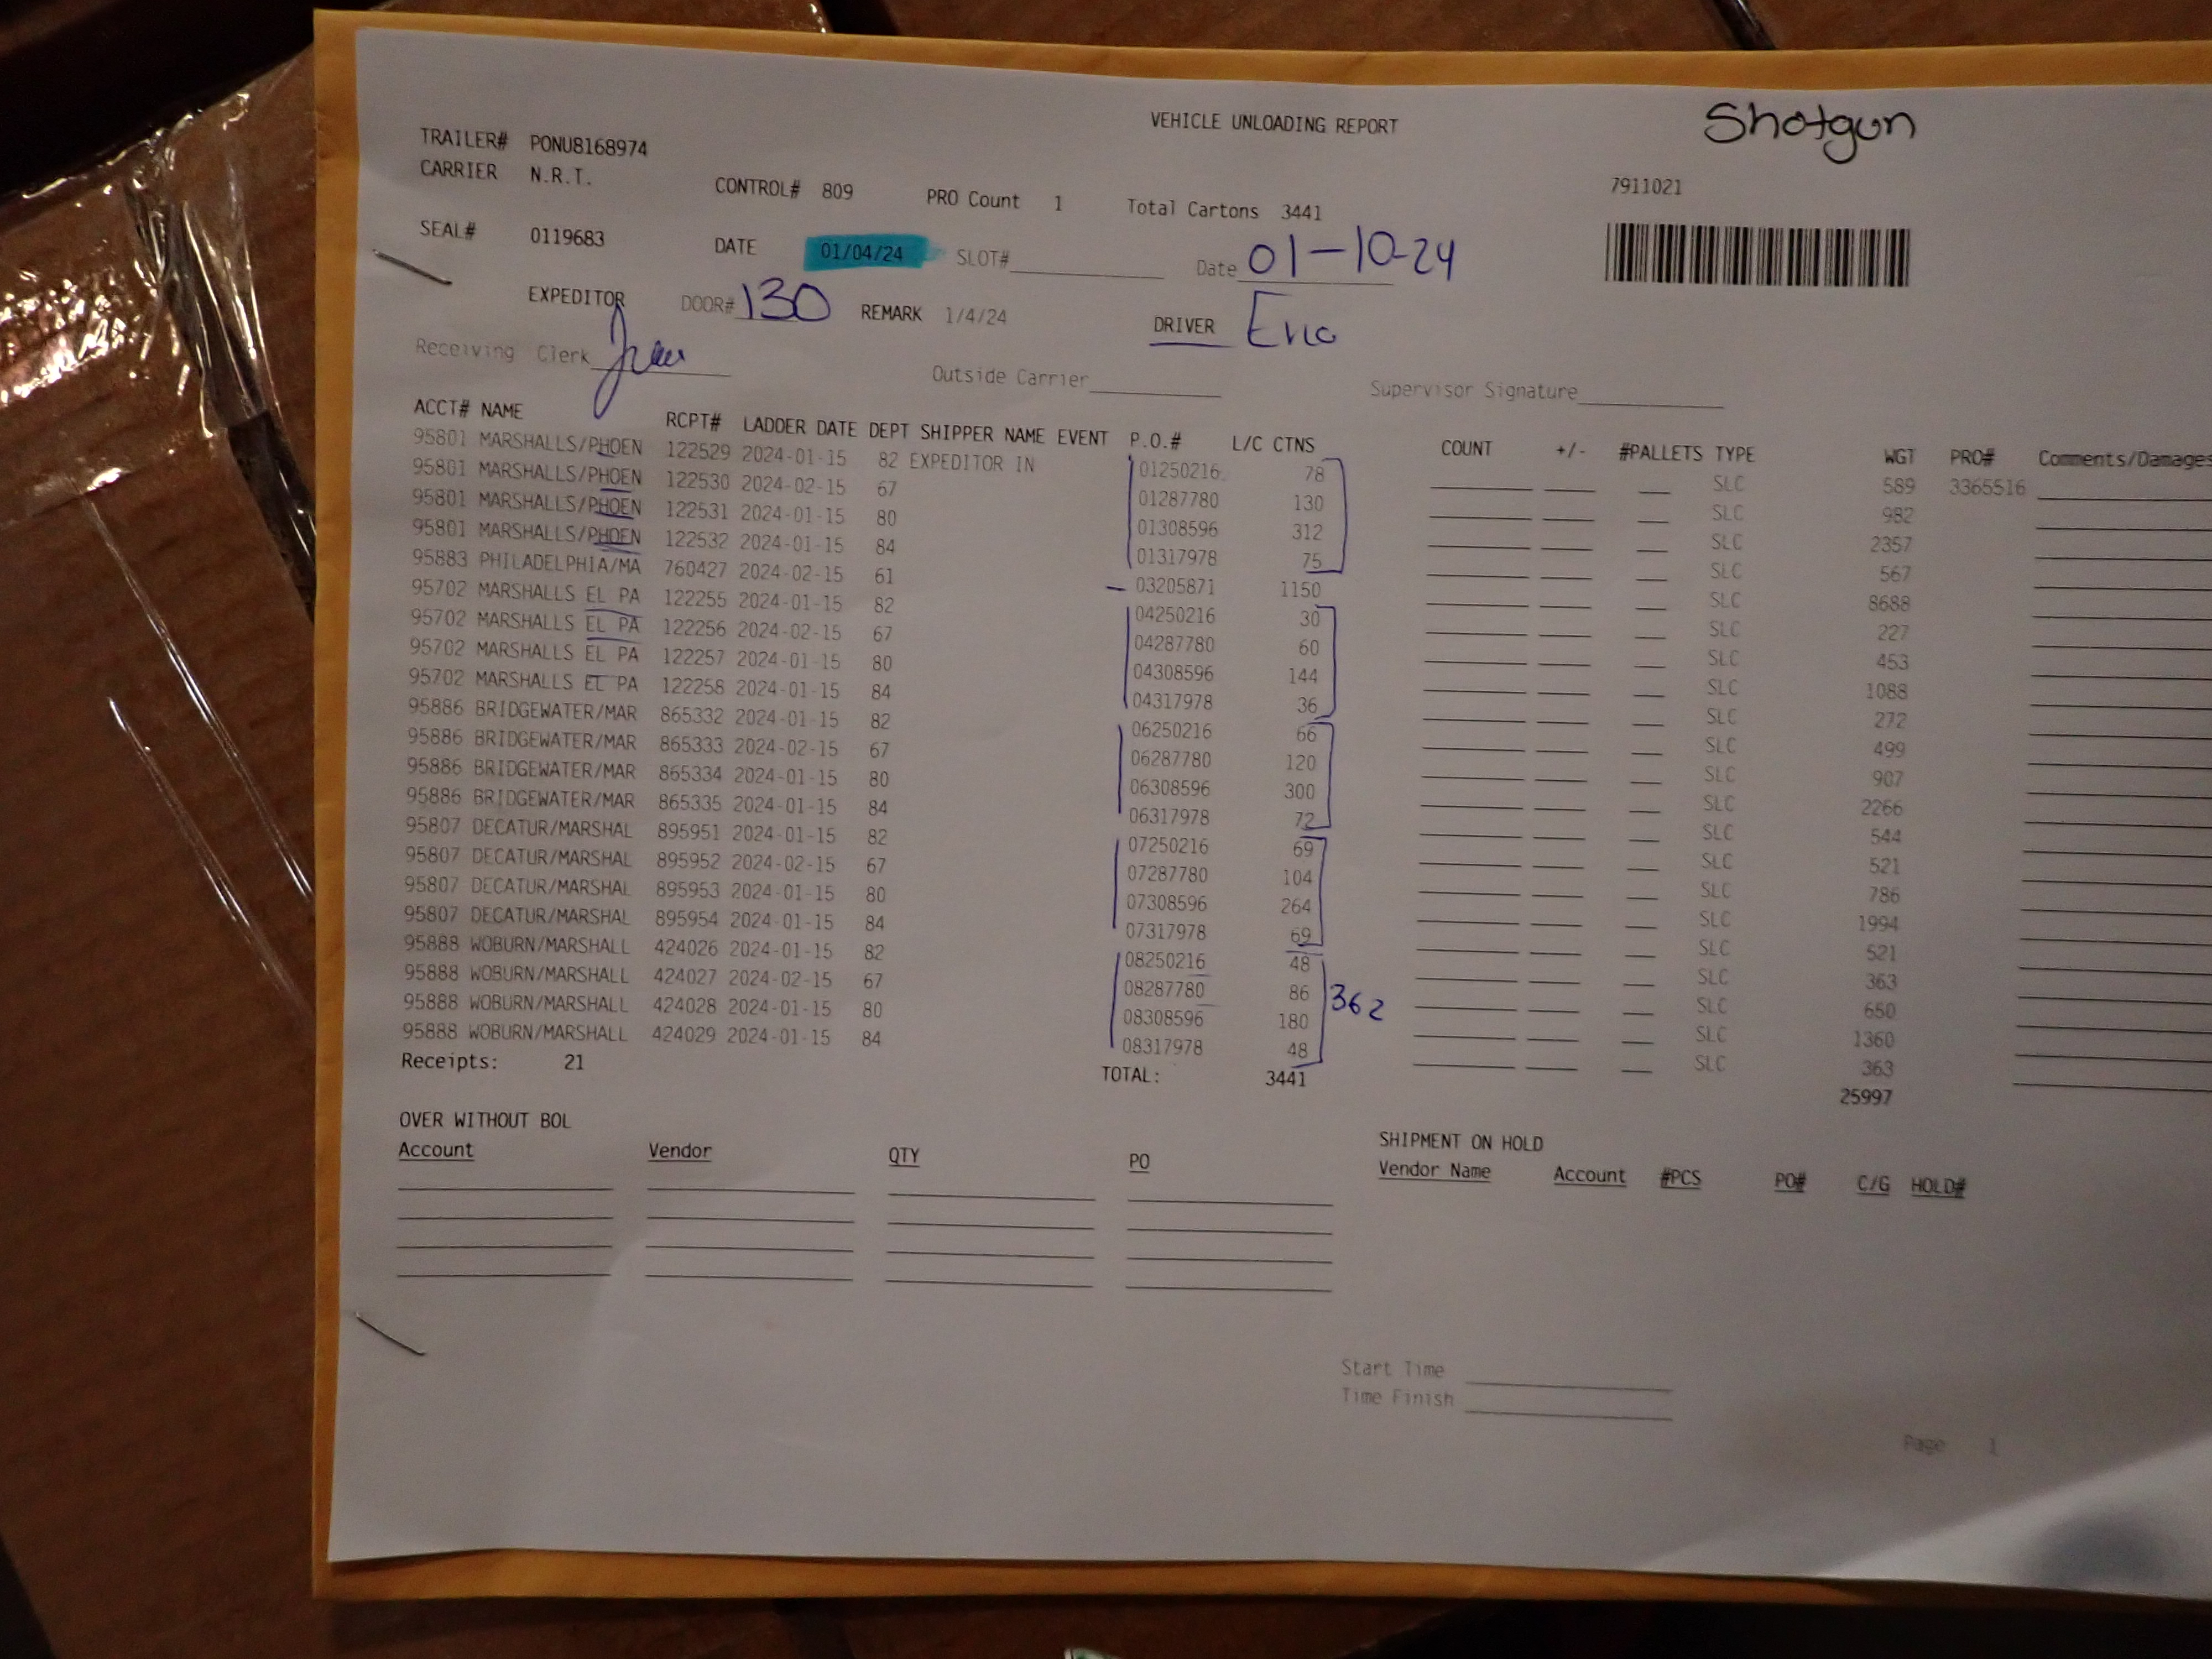 VEHICLE UNLOADING REPORT
Shotgun
TRAILER# PONU8168974
CARRIER N.R.T.
CONTROL# 809 PRO Count 1 Total Cartons 3441
7911021
SEAL# 0119683 DATE 01/04/24 SLOT# Date 01-10-24
EXPEDITOR DOOR# 130 REMARK 1/4/24 DRIVER Eric
Receiving Clerk Outside Carrier Supervisor Signature
ACCT# NAME RCPT# LADDER DATE DEPT SHIPPER NAME EVENT P.O.# L/C CTNS COUNT +/- #PALLETS TYPE WGT PRO# Comments/Damages
95801 MARSHALLS/PHOEN 122529 2024-01-15 82 EXPEDITOR IN 01250216 78 SLC 589 3365516
95801 MARSHALLS/PHOEN 122530 2024-02-15 67 01287780 130 SLC 982
95801 MARSHALLS/PHOEN 122531 2024-01-15 80 01308596 312 SLC 2357
95801 MARSHALLS/PHOEN 122532 2024-01-15 84 01317978 75 SLC 567
95883 PHILADELPHIA/MA 760427 2024-02-15 61 03205871 1150 SLC 8688
95702 MARSHALLS EL PA 122255 2024-01-15 82 04250216 30 SLC 227
95702 MARSHALLS EL PA 122256 2024-02-15 67 04287780 60 SLC 453
95702 MARSHALLS EL PA 122257 2024-01-15 80 04308596 144 SLC 1088
95702 MARSHALLS EL PA 122258 2024-01-15 84 04317978 36 SLC 272
95886 BRIDGEWATER/MAR 865332 2024-01-15 82 06250216 66 SLC 499
95886 BRIDGEWATER/MAR 865333 2024-02-15 67 06287780 120 SLC 907
95886 BRIDGEWATER/MAR 865334 2024-01-15 80 06308596 300 SLC 2266
95886 BRIDGEWATER/MAR 865335 2024-01-15 84 06317978 72 SLC 544
95807 DECATUR/MARSHAL 895951 2024-01-15 82 07250216 69 SLC 521
95807 DECATUR/MARSHAL 895952 2024-02-15 67 07287780 104 SLC 786
95807 DECATUR/MARSHAL 895953 2024-01-15 80 07308596 264 SLC 1994
95807 DECATUR/MARSHAL 895954 2024-01-15 84 07317978 69 SLC 521
95888 WOBURN/MARSHALL 424026 2024-01-15 82 08250216 48 SLC 363
95888 WOBURN/MARSHALL 424027 2024-02-15 67 08287780 86 362 SLC 650
95888 WOBURN/MARSHALL 424028 2024-01-15 80 08308596 180 SLC 1360
95888 WOBURN/MARSHALL 424029 2024-01-15 84 08317978 48 SLC 363
Receipts: 21 TOTAL: 3441 25997
OVER WITHOUT BOL SHIPMENT ON HOLD
Account Vendor QTY PO Vendor Name Account #PCS PO# C/G HOLD#
Start Time
Time Finish
Page 1